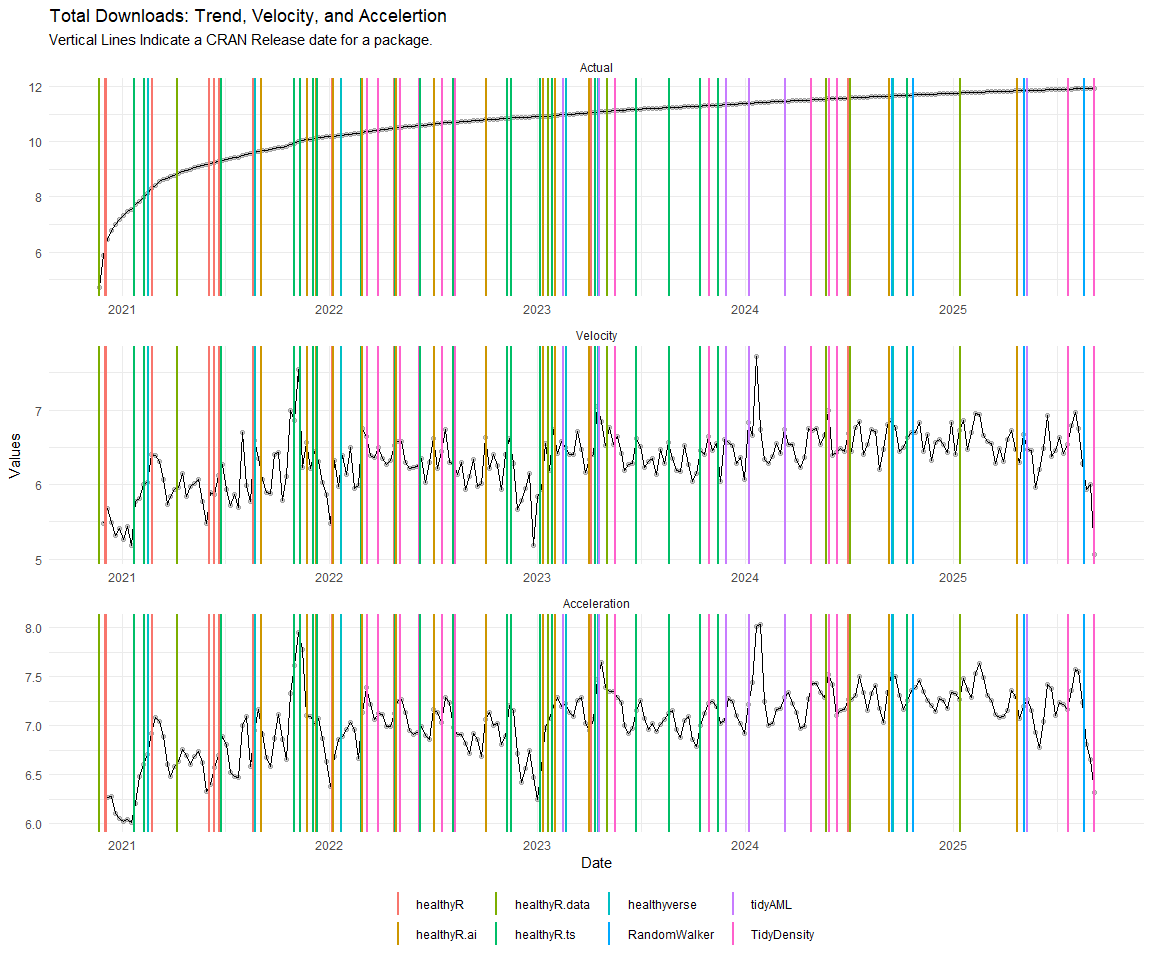 Total Downloads: Trend, Velocity, and Accelertion
Vertical Lines Indicate a CRAN Release date for a package.
Actual
12
10
8
6
2021 2022 2023 2024 2025
Velocity
7
6
5
2021 2022 2023 2024 2025
Values
Acceleration
8.0
7.5
7.0
6.5
6.0
2021 2022 2023 2024 2025
Date
healthyR healthyR.data healthyverse tidyAML
healthyR.ai healthyR.ts RandomWalker TidyDensity